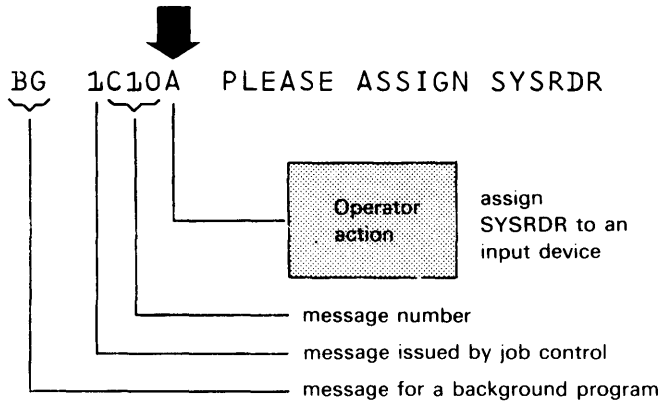 BG 1C10A PLEASE ASSIGN SYSRDR
Operator
action
assign
SYSRDR to an
input device
message number
message issued by job control
message for a background program